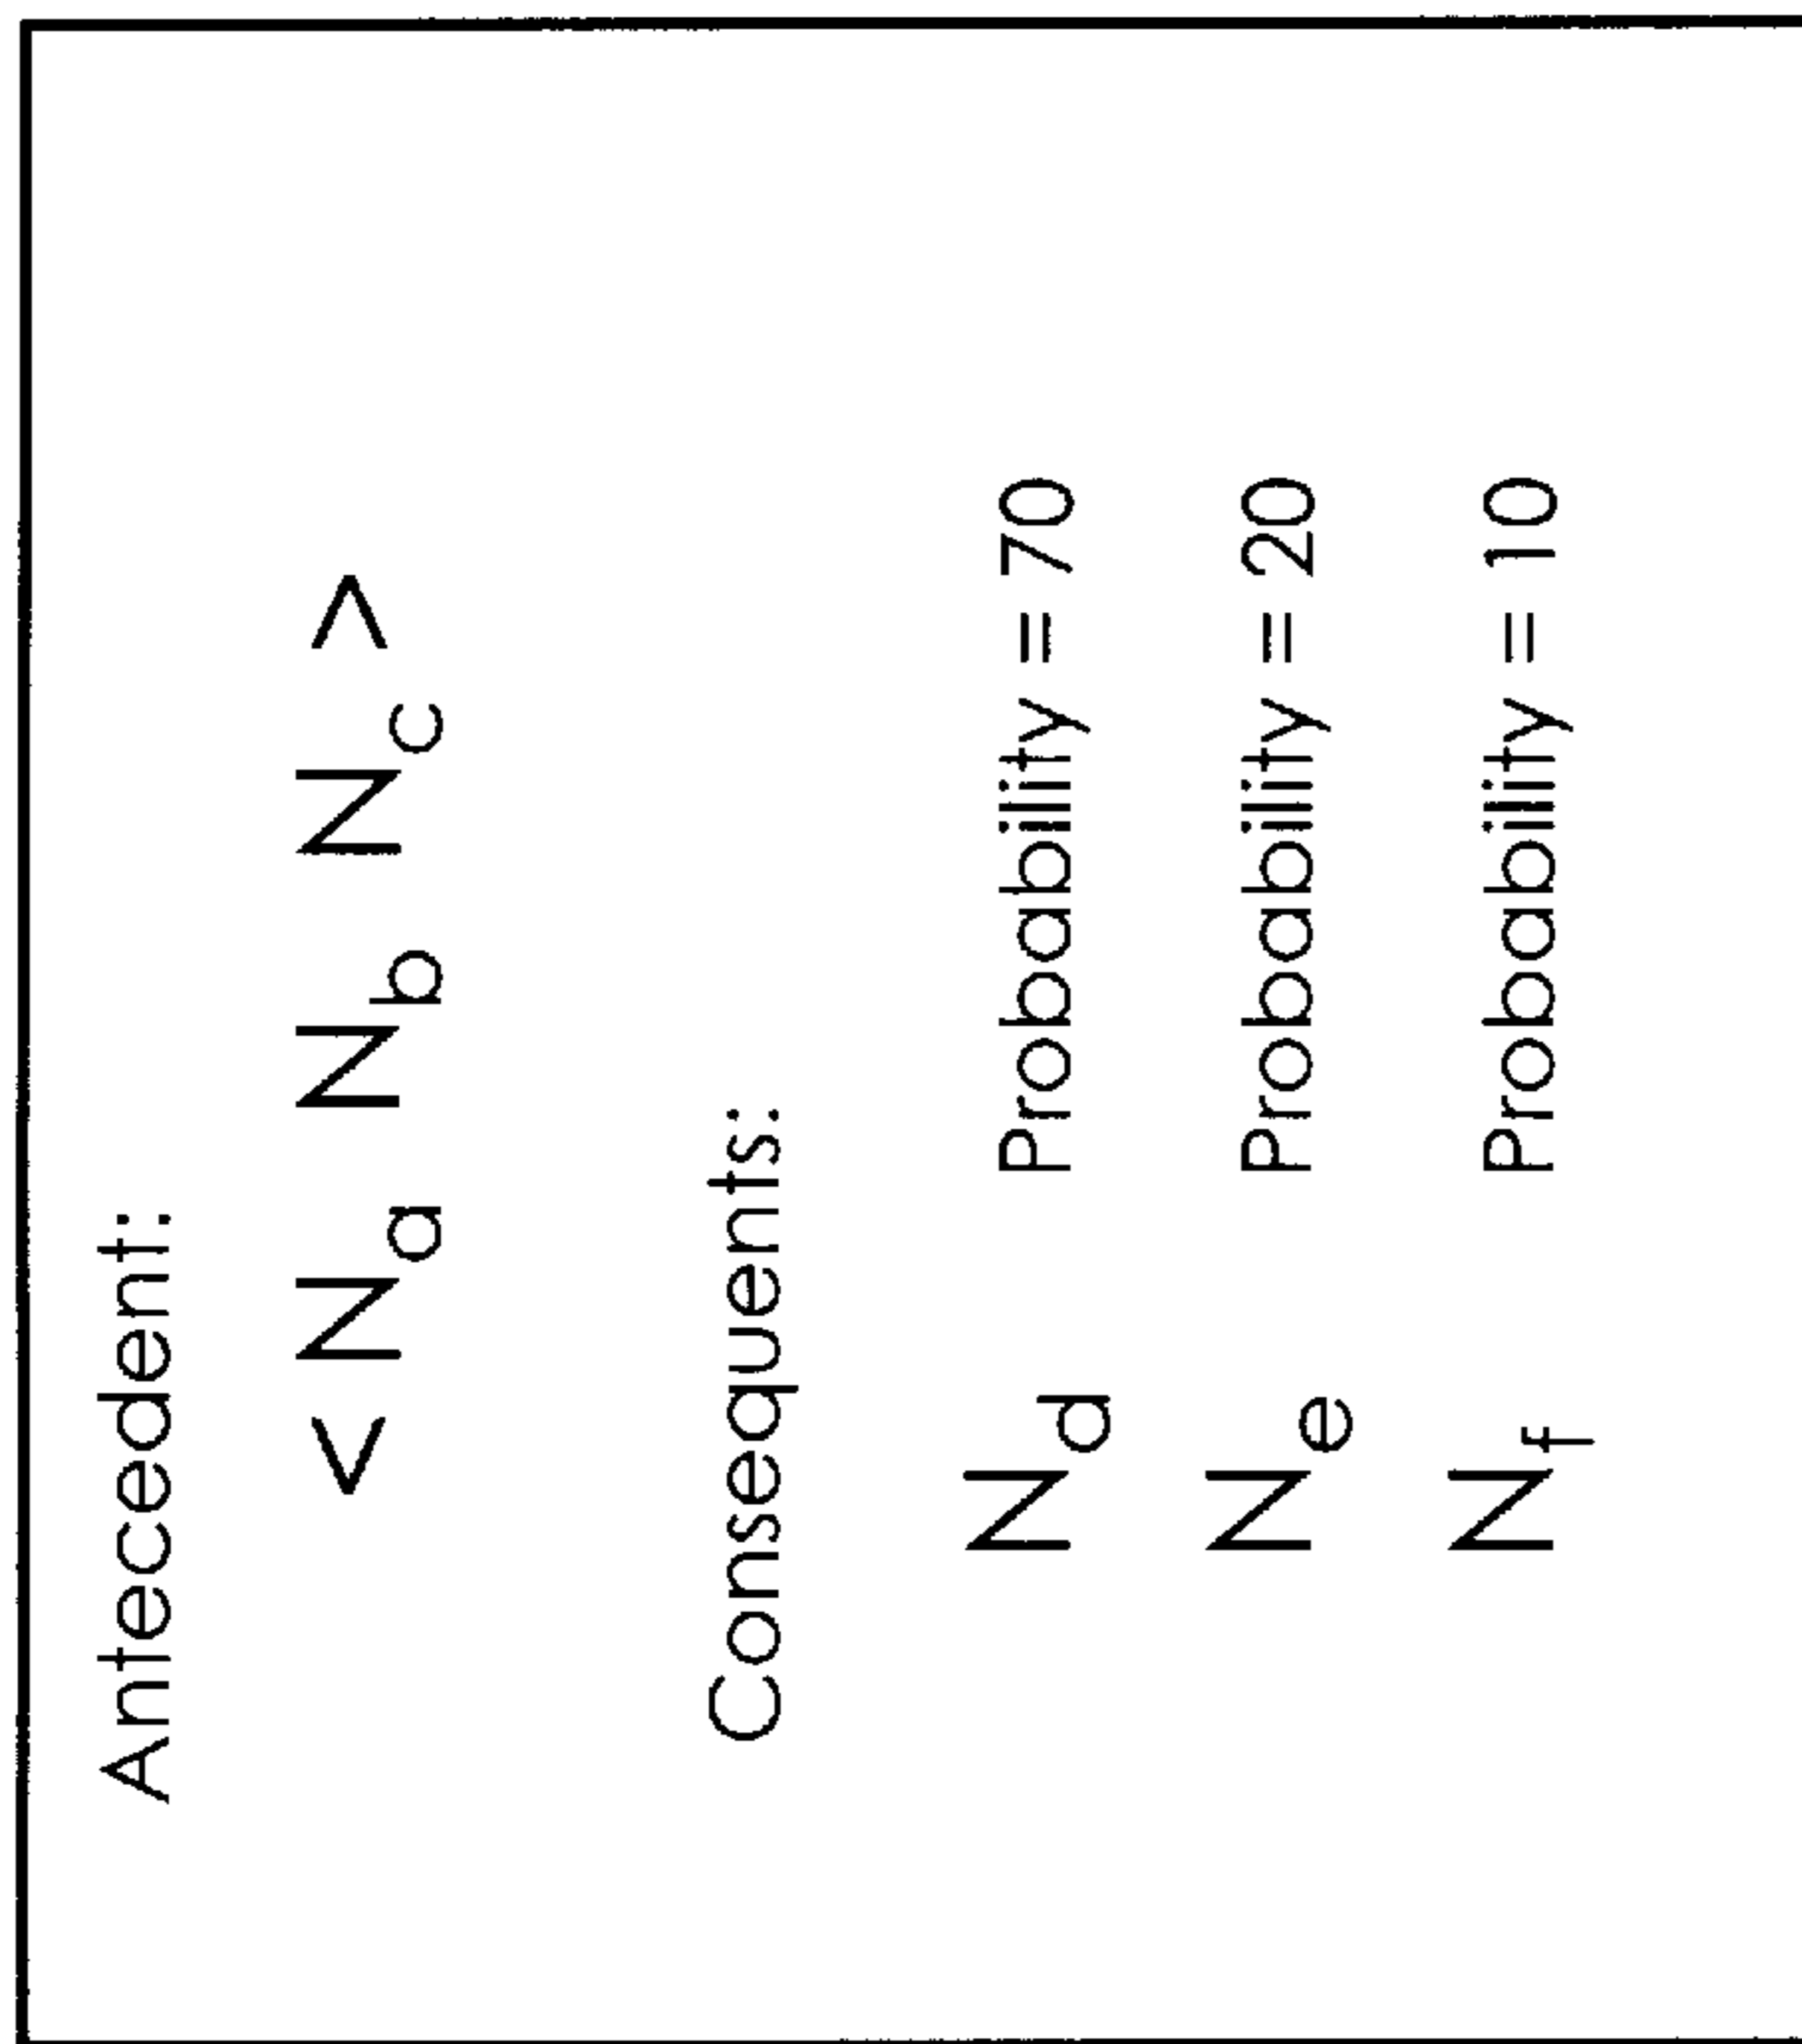 Antecedent:
< Na Nb Nc >
Consequents:
Nd Probability = 70
Ne Probability = 20
Nf Probability = 10